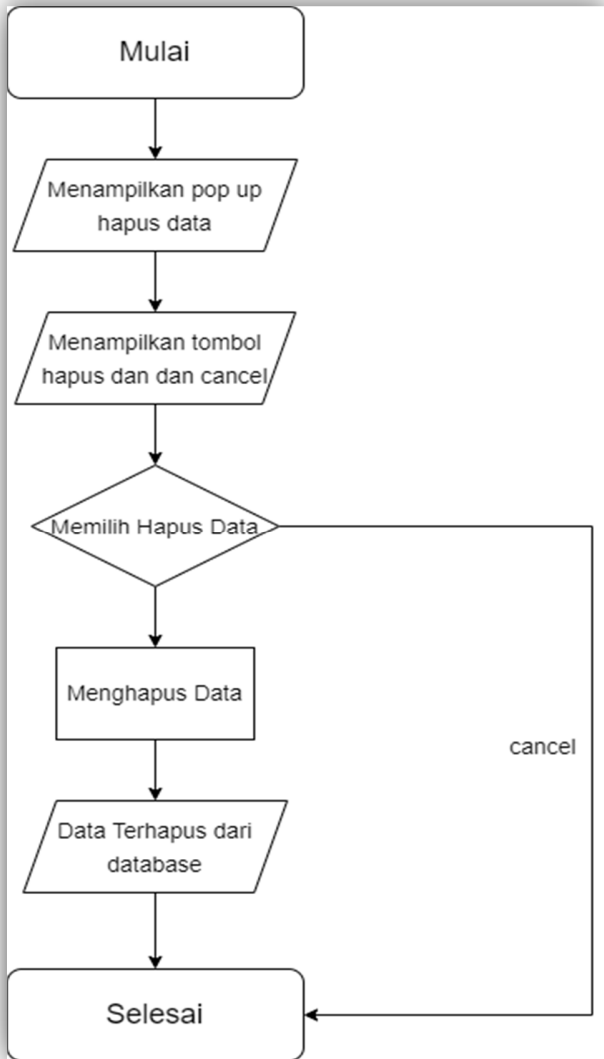 Mulai
Menampilkan pop up
hapus data
Menampilkan tombol
hapus dan dan cancel
Memilih Hapus Data
Menghapus Data
cancel
Data Terhapus dari
database
Selesai